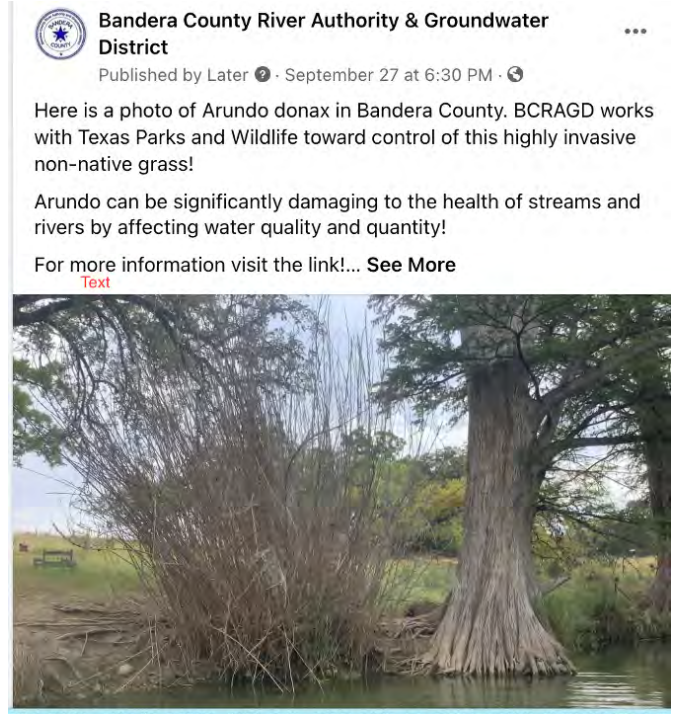 BANDERA
COUNTY
Bandera County River Authority & Groundwater
District
Published by Later · September 27 at 6:30 PM ·
Here is a photo of Arundo donax in Bandera County. BCRAGD works
with Texas Parks and Wildlife toward control of this highly invasive
non-native grass!
Arundo can be significantly damaging to the health of streams and
rivers by affecting water quality and quantity!
For more information visit the link!... See More
Text